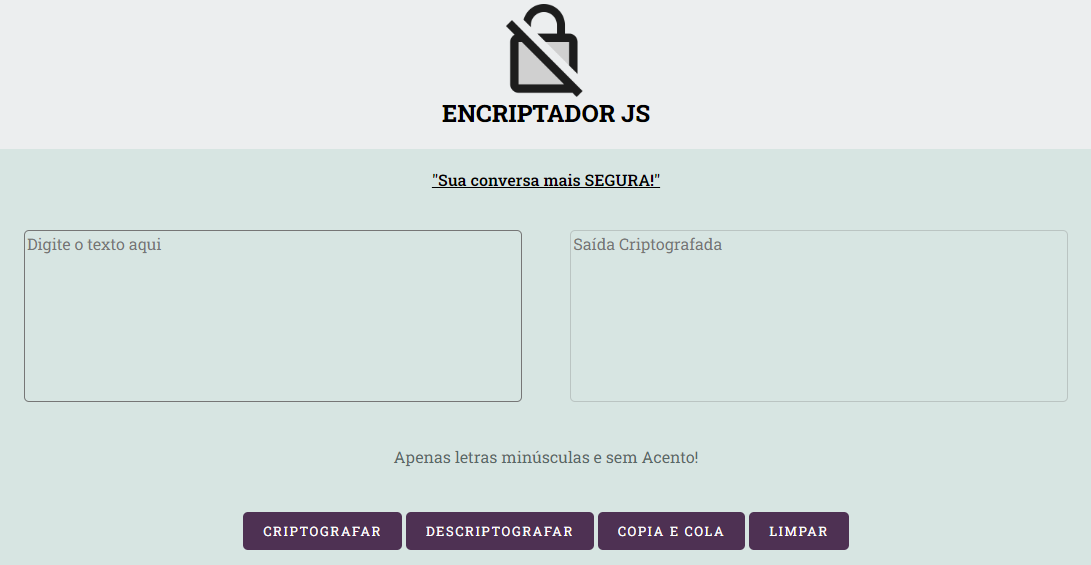 ENCRIPTADOR JS
"Sua conversa mais SEGURA!"
Digite o texto aqui
Saída Criptografada
Apenas letras minúsculas e sem Acento!
CRIPTOGRAFAR
DESCRIPTOGRAFAR
COPIA E COLA
LIMPAR